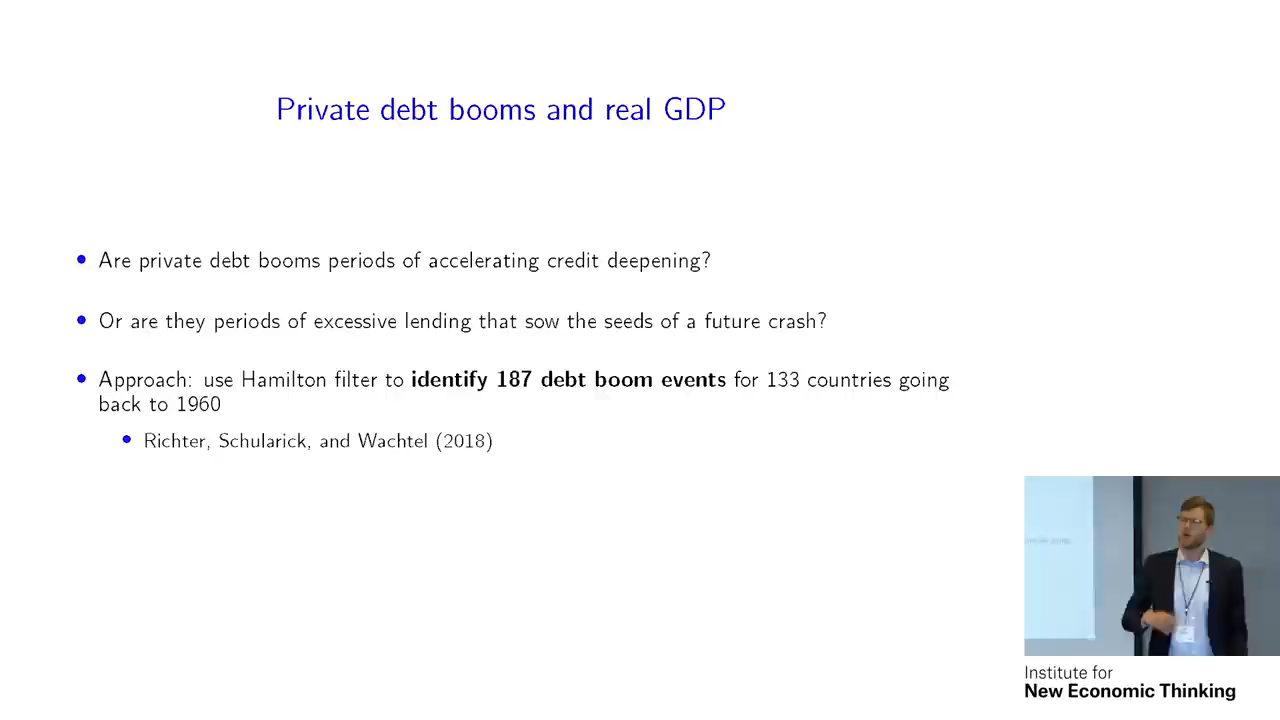 Private debt booms and real GDP
Are private debt booms periods of accelerating credit deepening?
Or are they periods of excessive lending that sow the seeds of a future crash?
Approach: use Hamilton filter to identify 187 debt boom events for 133 countries going
back to 1960
Richter, Schularick, and Wachtel (2018)
Institute for
New Economic Thinking